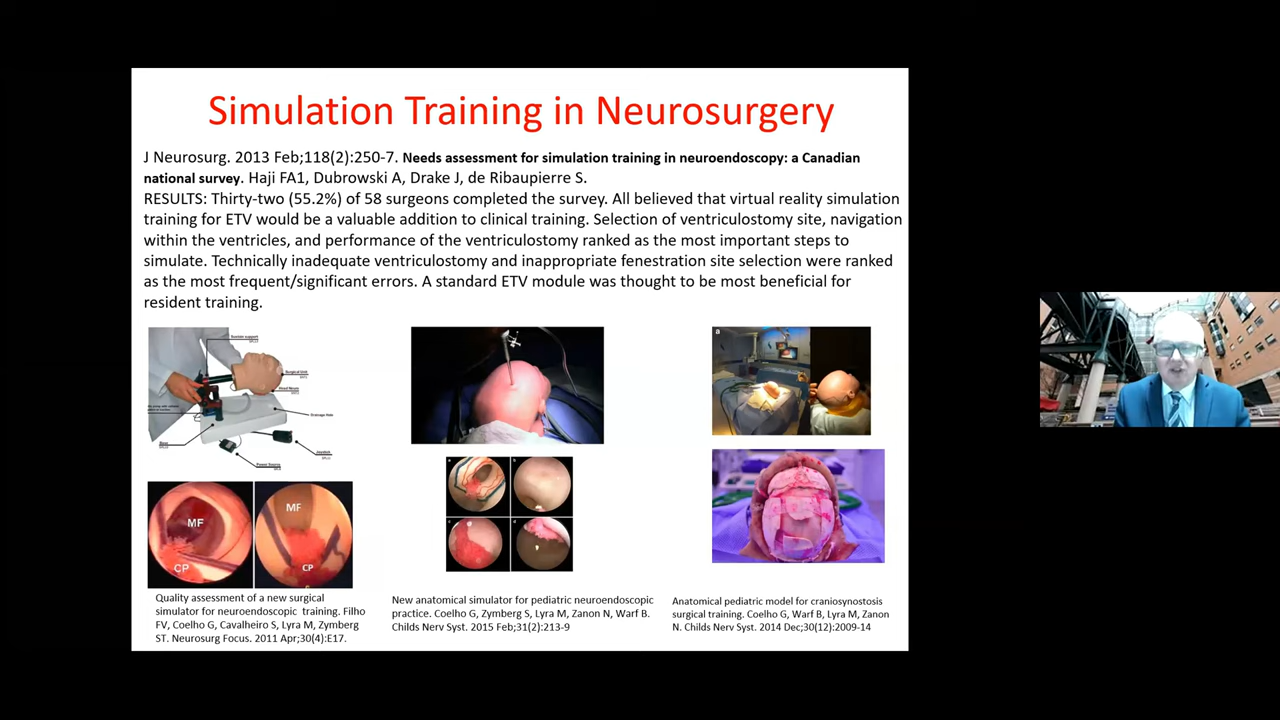 Simulation Training in Neurosurgery
J Neurosurg. 2013 Feb;118(2):250-7. Needs assessment for simulation training in neuroendoscopy: a Canadian
national survey. Haji FA1, Dubrowski A, Drake J, de Ribaupierre S.
RESULTS: Thirty-two (55.2%) of 58 surgeons completed the survey. All believed that virtual reality simulation
training for ETV would be a valuable addition to clinical training. Selection of ventriculostomy site, navigation
within the ventricles, and performance of the ventriculostomy ranked as the most important steps to
simulate. Technically inadequate ventriculostomy and inappropriate fenestration site selection were ranked
as the most frequent/significant errors. A standard ETV module was thought to be most beneficial for
resident training.
Surgical Unit
Drainage Hole
Base
Power Source
Joystick
MF
CP
MF
CP
Quality assessment of a new surgical
simulator for neuroendoscopic training. Filho
FV, Coelho G, Cavalheiro S, Lyra M, Zymberg
ST. Neurosurg Focus. 2011 Apr;30(4):E17.
a
b
c
d
New anatomical simulator for pediatric neuroendoscopic
practice. Coelho G, Zymberg S, Lyra M, Zanon N, Warf B.
Childs Nerv Syst. 2015 Feb;31(2):213-9
a
Anatomical pediatric model for craniosynostosis
surgical training. Coelho G, Warf B, Lyra M, Zanon
N. Childs Nerv Syst. 2014 Dec;30(12):2009-14